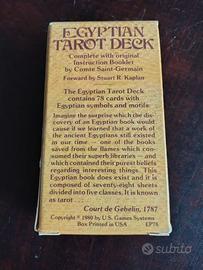 EGYPTIAN
TAROT DECK
Complete with original
Instruction Booklet
by Comte Saint-Germain
Forward by Stuart R. Kaplan
The Egyptian Tarot Deck
contains 78 cards with
Egyptian symbols and motifs
Imagine the surprise which the dis-
covery of an Egyptian book would
cause if we learned that a work of
the ancient Egyptians still existed
in our time — one of the books
saved from the flames which con-
sumed their superb libraries — and
which contained their purest beliefs
regarding interesting things. This
Egyptian book does exist and it is
composed of seventy-eight sheets
divided into five classes. It is known
as tarot . . .
Court de Gebelin, 1787
Copyright © 1980 by U.S. Games Systems
Box Printed in USA EP78
subito